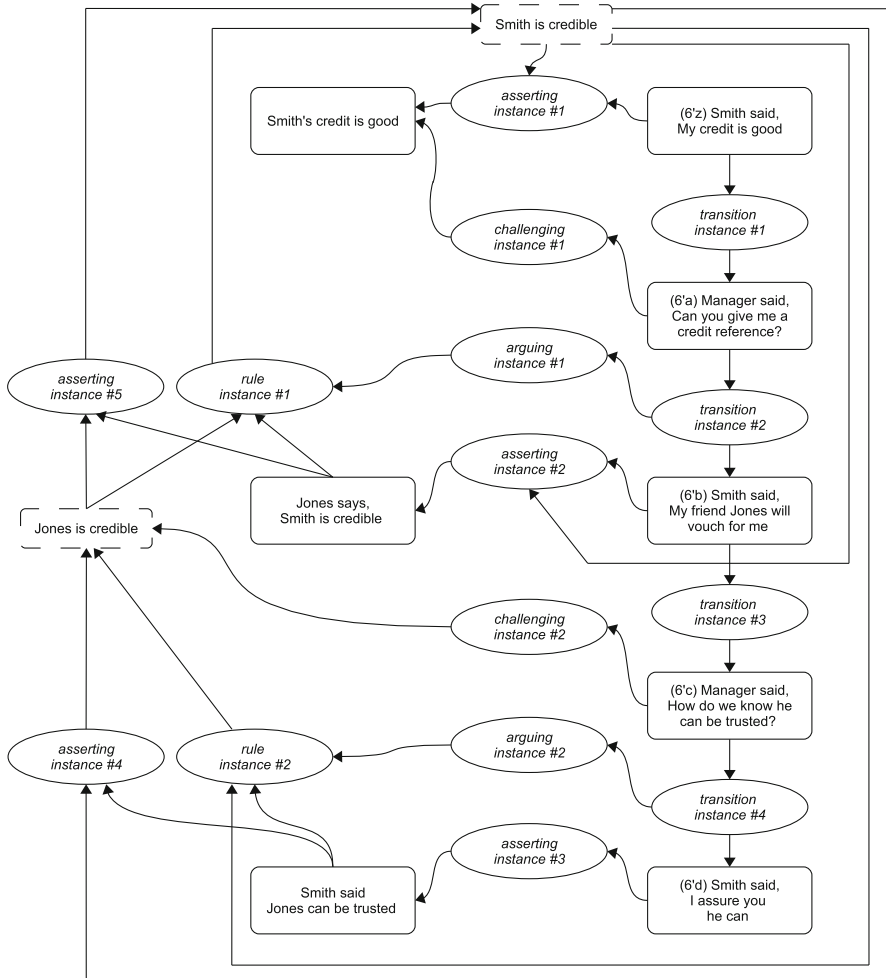 Smith is credible
asserting
instance #1
Smith's credit is good
(6'z) Smith said,
My credit is good
challenging
instance #1
transition
instance #1
(6'a) Manager said,
Can you give me a
credit reference?
asserting
instance #5
rule
instance #1
arguing
instance #1
transition
instance #2
Jones says,
Smith is credible
asserting
instance #2
(6'b) Smith said,
My friend Jones will
vouch for me
Jones is credible
challenging
instance #2
transition
instance #3
(6'c) Manager said,
How do we know he
can be trusted?
asserting
instance #4
rule
instance #2
arguing
instance #2
transition
instance #4
Smith said
Jones can be trusted
asserting
instance #3
(6'd) Smith said,
I assure you
he can